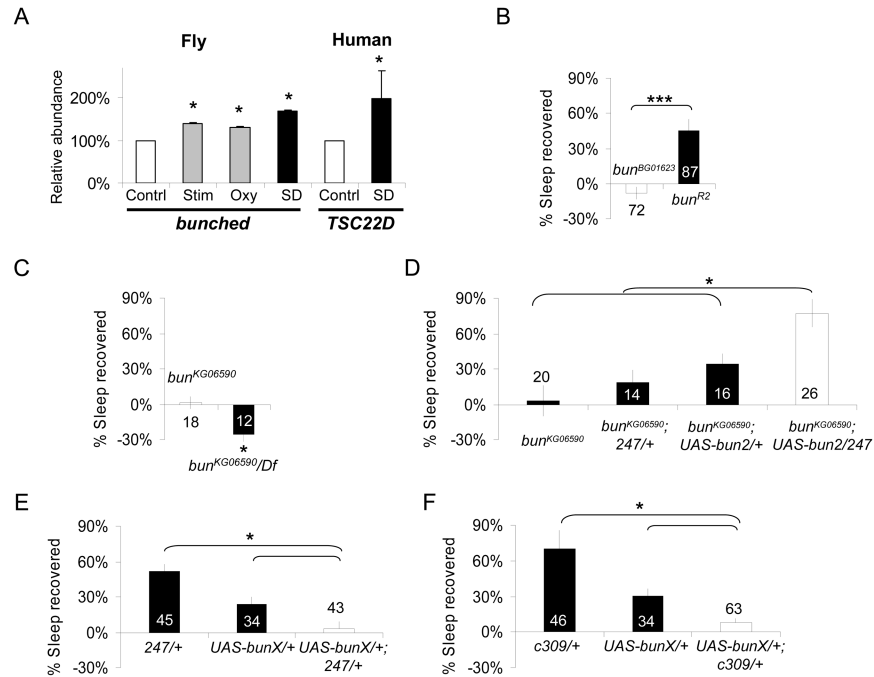 A
Fly Human
Relative abundance
200%
100%
0%
* * * *
Contrl Stim Oxy SD Contrl SD
bunched TSC22D
B
% Sleep recovered
90%
60%
30%
0%
-30%
***
bunBG01623
72
87
bunR2
C
% Sleep recovered
90%
60%
30%
0%
-30%
bunKG06590
18
12
*
bunKG06590/Df
D
% Sleep recovered
90%
60%
30%
0%
-30%
*
20
14
16
26
bunKG06590
bunKG06590;
247/+
bunKG06590;
UAS-bun2/+
bunKG06590;
UAS-bun2/247
E
% Sleep recovered
90%
60%
30%
0%
-30%
*
45
34
43
247/+
UAS-bunX/+
UAS-bunX/+;
247/+
F
% Sleep recovered
90%
60%
30%
0%
-30%
*
46
34
63
c309/+
UAS-bunX/+
UAS-bunX/+;
c309/+